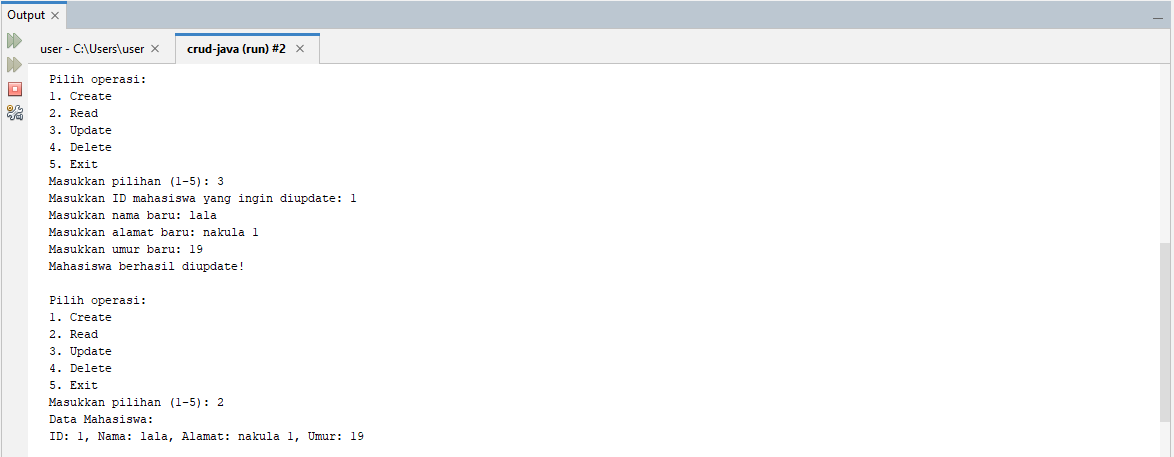 Output
user - C:\Users\user
crud-java (run) #2
Pilih operasi:
1. Create
2. Read
3. Update
4. Delete
5. Exit
Masukkan pilihan (1-5): 3
Masukkan ID mahasiswa yang ingin diupdate: 1
Masukkan nama baru: lala
Masukkan alamat baru: nakula 1
Masukkan umur baru: 19
Mahasiswa berhasil diupdate!
Pilih operasi:
1. Create
2. Read
3. Update
4. Delete
5. Exit
Masukkan pilihan (1-5): 2
Data Mahasiswa:
ID: 1, Nama: lala, Alamat: nakula 1, Umur: 19